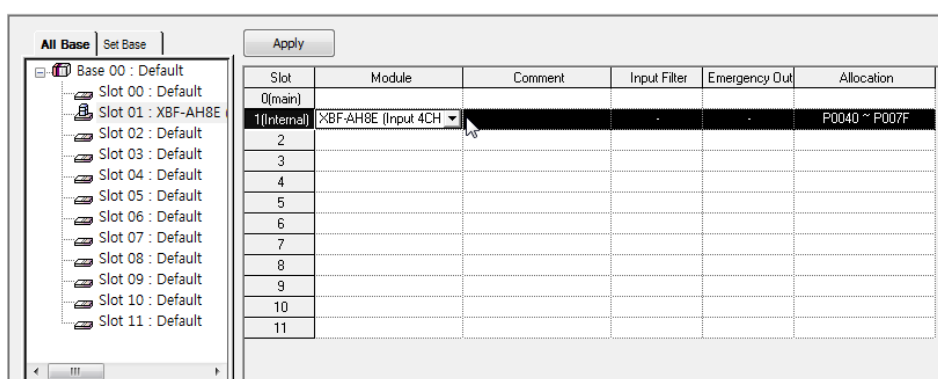 All Base Set Base Apply
Base 00 : Default
Slot 00 : Default
Slot 01 : XBF-AH8E (
Slot 02 : Default
Slot 03 : Default
Slot 04 : Default
Slot 05 : Default
Slot 06 : Default
Slot 07 : Default
Slot 08 : Default
Slot 09 : Default
Slot 10 : Default
Slot 11 : Default
Slot Module Comment Input Filter Emergency Out Allocation
0(main)
1(Internal) XBF-AH8E (Input 4CH - - P0040 ~ P007F
2
3
4
5
6
7
8
9
10
11